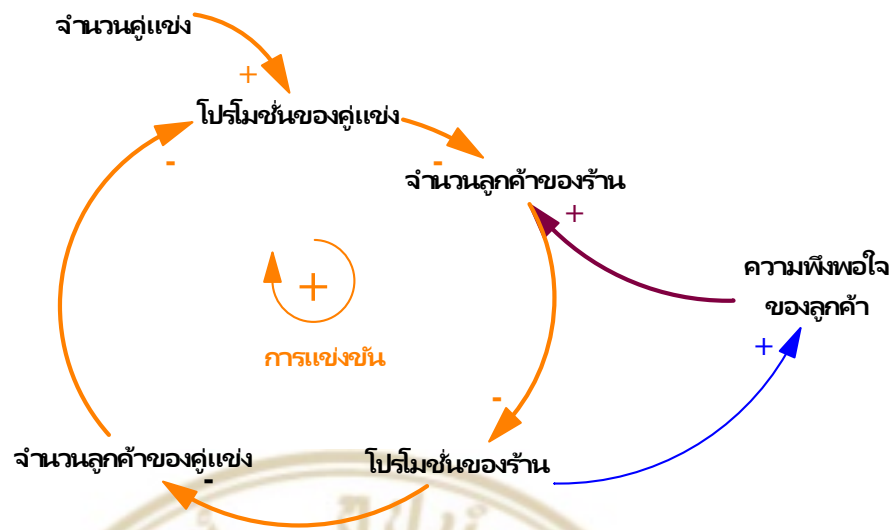 จำนวนคู่แข่ง
+
โปรโมชั่นของคู่แข่ง
-
-
จำนวนลูกค้าของร้าน
+
ความพึงพอใจ
ของลูกค้า
+
การแข่งขัน
+
-
จำนวนลูกค้าของคู่แข่ง
-
โปรโมชั่นของร้าน